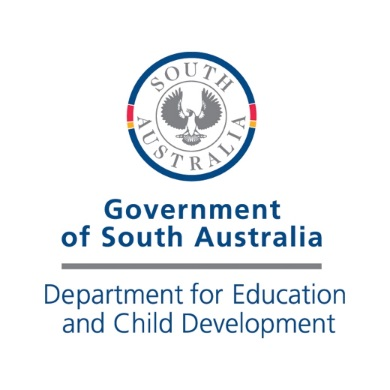 SOUTH
AUSTRALIA
Government
of South Australia
Department for Education
and Child Development